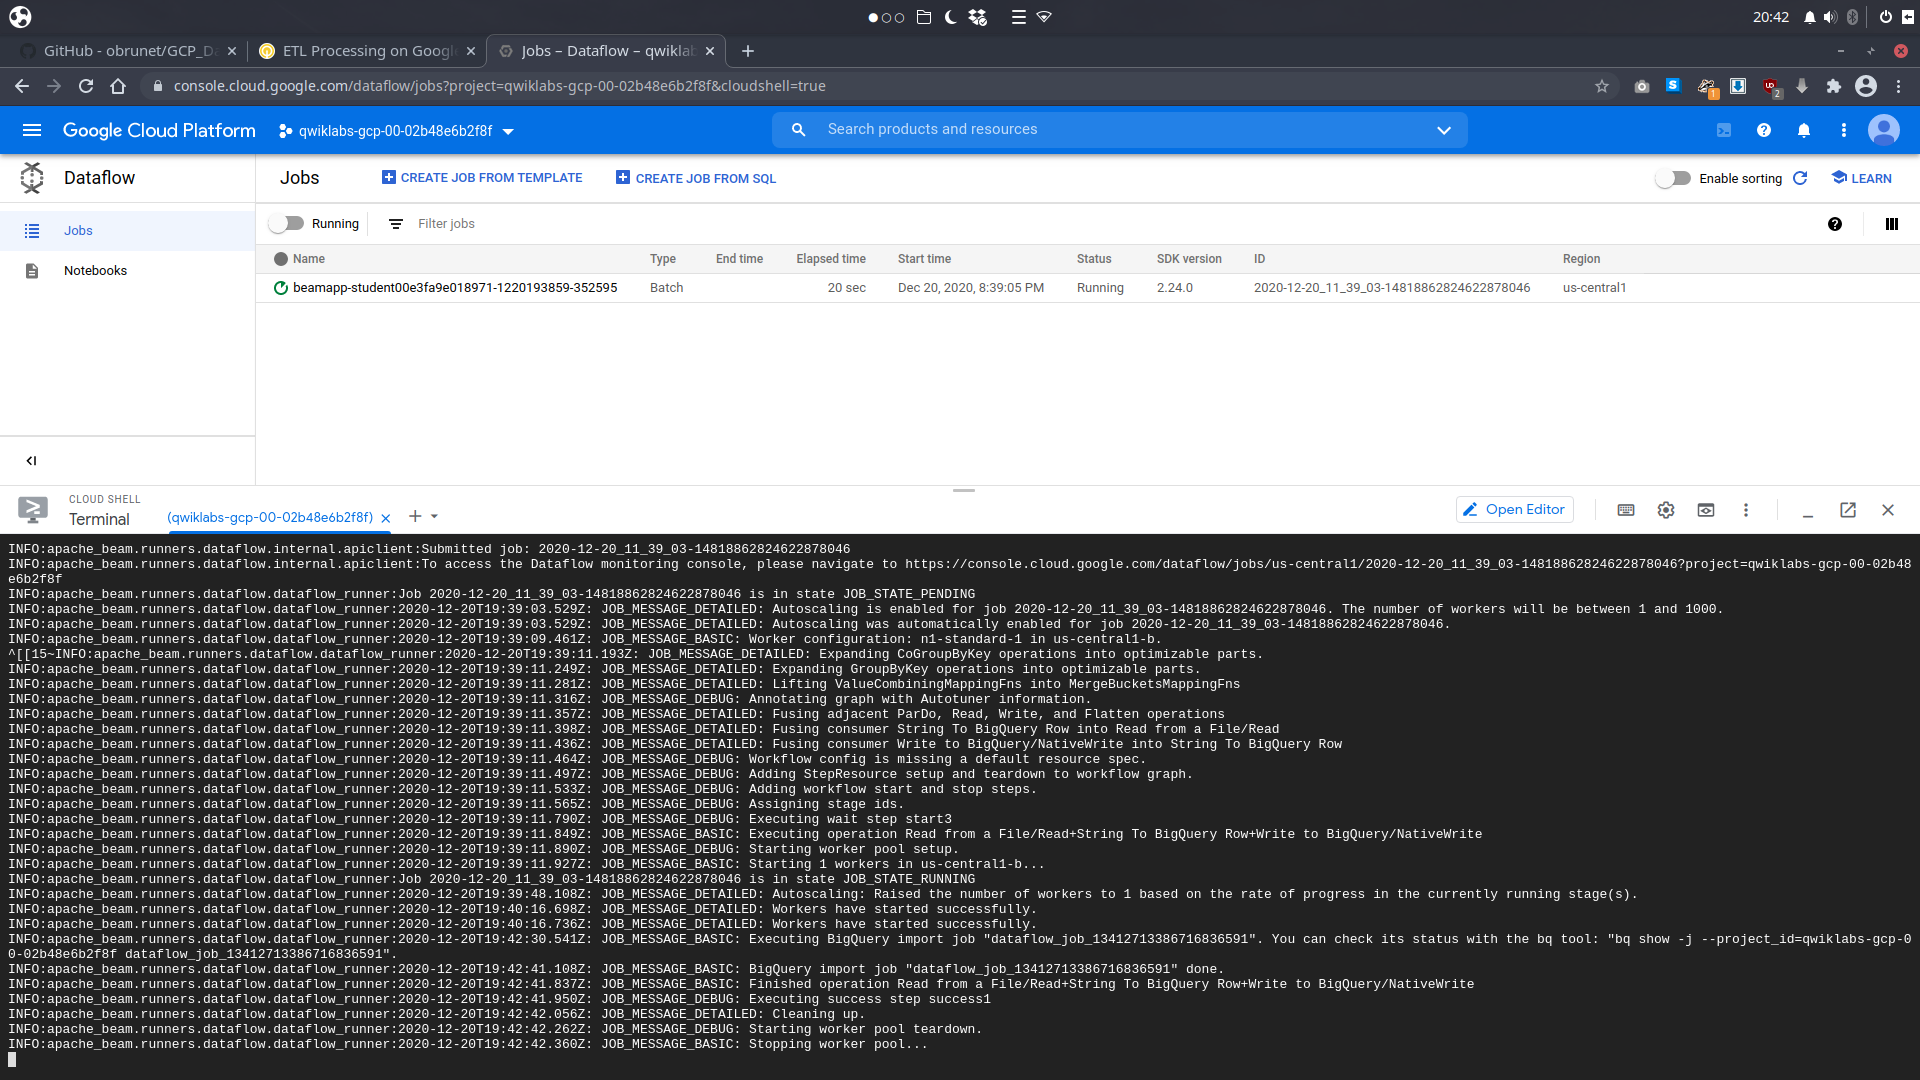 20:42
GitHub - obrunet/GCP_Da
ETL Processing on Google
Jobs – Dataflow – qwiklab
console.cloud.google.com/dataflow/jobs?project=qwiklabs-gcp-00-02b48e6b2f8f&cloudshell=true
1
2
Google Cloud Platform
qwiklabs-gcp-00-02b48e6b2f8f
Search products and resources
Dataflow
Jobs
CREATE JOB FROM TEMPLATE
CREATE JOB FROM SQL
Enable sorting
LEARN
Jobs
Notebooks
Running
Filter jobs
Name Type End time Elapsed time Start time Status SDK version ID Region
beamapp-student00e3fa9e018971-1220193859-352595 Batch 20 sec Dec 20, 2020, 8:39:05 PM Running 2.24.0 2020-12-20_11_39_03-14818862824622878046 us-central1
CLOUD SHELL
Terminal
(qwiklabs-gcp-00-02b48e6b2f8f)
Open Editor
INFO:apache_beam.runners.dataflow.internal.apiclient:Submitted job: 2020-12-20_11_39_03-14818862824622878046
INFO:apache_beam.runners.dataflow.internal.apiclient:To access the Dataflow monitoring console, please navigate to https://console.cloud.google.com/dataflow/jobs/us-central1/2020-12-20_11_39_03-14818862824622878046?project=qwiklabs-gcp-00-02b48
e6b2f8f
INFO:apache_beam.runners.dataflow.dataflow_runner:Job 2020-12-20_11_39_03-14818862824622878046 is in state JOB_STATE_PENDING
INFO:apache_beam.runners.dataflow.dataflow_runner:2020-12-20T19:39:03.529Z: JOB_MESSAGE_DETAILED: Autoscaling is enabled for job 2020-12-20_11_39_03-14818862824622878046. The number of workers will be between 1 and 1000.
INFO:apache_beam.runners.dataflow.dataflow_runner:2020-12-20T19:39:03.529Z: JOB_MESSAGE_DETAILED: Autoscaling was automatically enabled for job 2020-12-20_11_39_03-14818862824622878046.
INFO:apache_beam.runners.dataflow.dataflow_runner:2020-12-20T19:39:09.461Z: JOB_MESSAGE_BASIC: Worker configuration: n1-standard-1 in us-central1-b.
^[[15~INFO:apache_beam.runners.dataflow.dataflow_runner:2020-12-20T19:39:11.193Z: JOB_MESSAGE_DETAILED: Expanding CoGroupByKey operations into optimizable parts.
INFO:apache_beam.runners.dataflow.dataflow_runner:2020-12-20T19:39:11.249Z: JOB_MESSAGE_DETAILED: Expanding GroupByKey operations into optimizable parts.
INFO:apache_beam.runners.dataflow.dataflow_runner:2020-12-20T19:39:11.281Z: JOB_MESSAGE_DETAILED: Lifting ValueCombiningMappingFns into MergeBucketsMappingFns
INFO:apache_beam.runners.dataflow.dataflow_runner:2020-12-20T19:39:11.316Z: JOB_MESSAGE_DEBUG: Annotating graph with Autotuner information.
INFO:apache_beam.runners.dataflow.dataflow_runner:2020-12-20T19:39:11.357Z: JOB_MESSAGE_DETAILED: Fusing adjacent ParDo, Read, Write, and Flatten operations
INFO:apache_beam.runners.dataflow.dataflow_runner:2020-12-20T19:39:11.398Z: JOB_MESSAGE_DETAILED: Fusing consumer String To BigQuery Row into Read from a File/Read
INFO:apache_beam.runners.dataflow.dataflow_runner:2020-12-20T19:39:11.436Z: JOB_MESSAGE_DETAILED: Fusing consumer Write to BigQuery/NativeWrite into String To BigQuery Row
INFO:apache_beam.runners.dataflow.dataflow_runner:2020-12-20T19:39:11.464Z: JOB_MESSAGE_DEBUG: Workflow config is missing a default resource spec.
INFO:apache_beam.runners.dataflow.dataflow_runner:2020-12-20T19:39:11.497Z: JOB_MESSAGE_DEBUG: Adding StepResource setup and teardown to workflow graph.
INFO:apache_beam.runners.dataflow.dataflow_runner:2020-12-20T19:39:11.533Z: JOB_MESSAGE_DEBUG: Adding workflow start and stop steps.
INFO:apache_beam.runners.dataflow.dataflow_runner:2020-12-20T19:39:11.565Z: JOB_MESSAGE_DEBUG: Assigning stage ids.
INFO:apache_beam.runners.dataflow.dataflow_runner:2020-12-20T19:39:11.790Z: JOB_MESSAGE_DEBUG: Executing wait step start3
INFO:apache_beam.runners.dataflow.dataflow_runner:2020-12-20T19:39:11.849Z: JOB_MESSAGE_BASIC: Executing operation Read from a File/Read+String To BigQuery Row+Write to BigQuery/NativeWrite
INFO:apache_beam.runners.dataflow.dataflow_runner:2020-12-20T19:39:11.890Z: JOB_MESSAGE_DEBUG: Starting worker pool setup.
INFO:apache_beam.runners.dataflow.dataflow_runner:2020-12-20T19:39:11.927Z: JOB_MESSAGE_BASIC: Starting 1 workers in us-central1-b...
INFO:apache_beam.runners.dataflow.dataflow_runner:Job 2020-12-20_11_39_03-14818862824622878046 is in state JOB_STATE_RUNNING
INFO:apache_beam.runners.dataflow.dataflow_runner:2020-12-20T19:39:48.108Z: JOB_MESSAGE_DETAILED: Autoscaling: Raised the number of workers to 1 based on the rate of progress in the currently running stage(s).
INFO:apache_beam.runners.dataflow.dataflow_runner:2020-12-20T19:40:16.698Z: JOB_MESSAGE_DETAILED: Workers have started successfully.
INFO:apache_beam.runners.dataflow.dataflow_runner:2020-12-20T19:40:16.736Z: JOB_MESSAGE_DETAILED: Workers have started successfully.
INFO:apache_beam.runners.dataflow.dataflow_runner:2020-12-20T19:42:30.541Z: JOB_MESSAGE_BASIC: Executing BigQuery import job "dataflow_job_13412713386716836591". You can check its status with the bq tool: "bq show -j --project_id=qwiklabs-gcp-0
0-02b48e6b2f8f dataflow_job_13412713386716836591".
INFO:apache_beam.runners.dataflow.dataflow_runner:2020-12-20T19:42:41.108Z: JOB_MESSAGE_BASIC: BigQuery import job "dataflow_job_13412713386716836591" done.
INFO:apache_beam.runners.dataflow.dataflow_runner:2020-12-20T19:42:41.837Z: JOB_MESSAGE_BASIC: Finished operation Read from a File/Read+String To BigQuery Row+Write to BigQuery/NativeWrite
INFO:apache_beam.runners.dataflow.dataflow_runner:2020-12-20T19:42:41.950Z: JOB_MESSAGE_DEBUG: Executing success step success1
INFO:apache_beam.runners.dataflow.dataflow_runner:2020-12-20T19:42:42.056Z: JOB_MESSAGE_DETAILED: Cleaning up.
INFO:apache_beam.runners.dataflow.dataflow_runner:2020-12-20T19:42:42.262Z: JOB_MESSAGE_DEBUG: Starting worker pool teardown.
INFO:apache_beam.runners.dataflow.dataflow_runner:2020-12-20T19:42:42.360Z: JOB_MESSAGE_BASIC: Stopping worker pool...